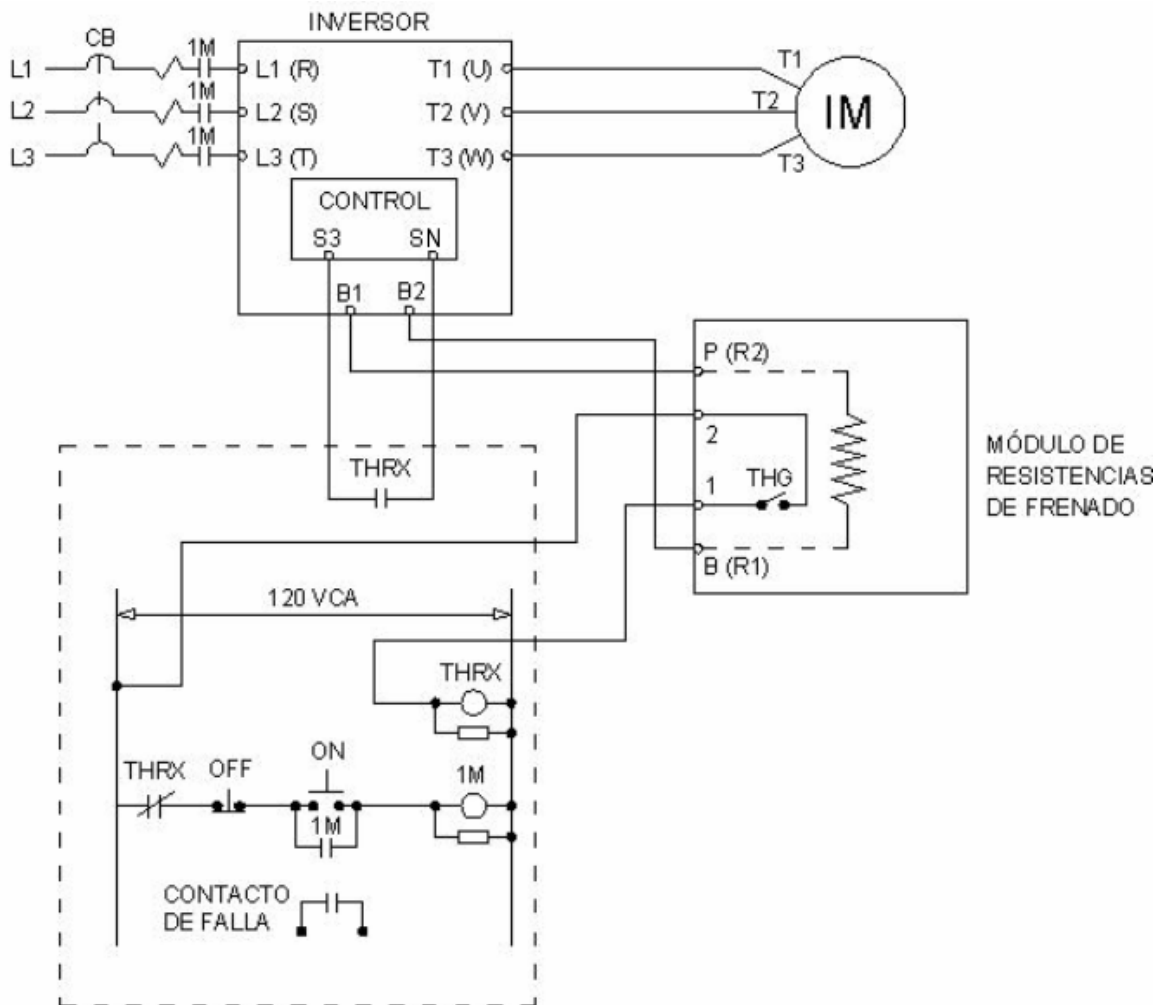 INVERSOR
CB
1M
L1
L1 (R)
T1 (U)
T1
1M
L2
L2 (S)
T2 (V)
T2
IM
1M
L3
L3 (T)
T3 (W)
T3
CONTROL
S3 SN
B1 B2
P (R2)
2
THG
1
B (R1)
MÓDULO DE
RESISTENCIAS
DE FRENADO
THRX
120 VCA
THRX
THRX
OFF
ON
1M
1M
CONTACTO
DE FALLA